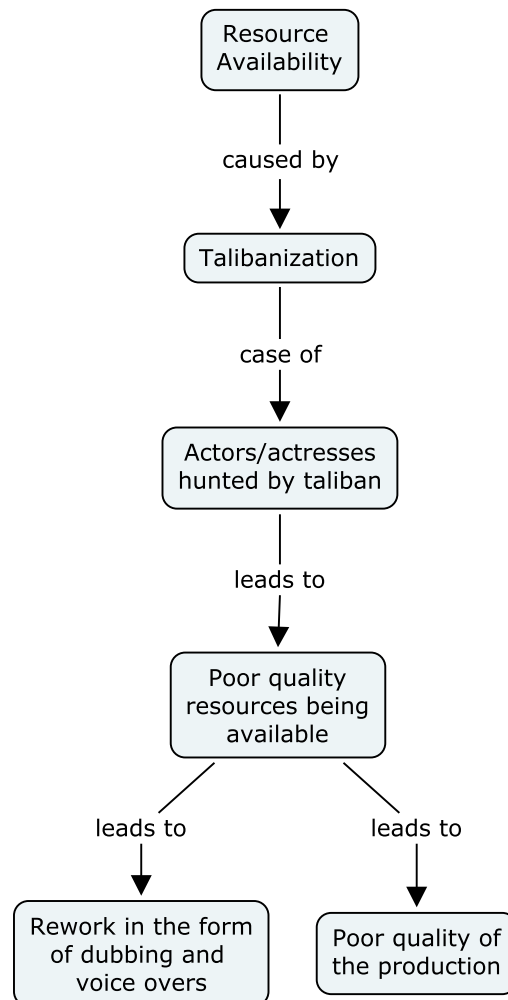 Resource
Availability
caused by
Talibanization
case of
Actors/actresses
hunted by taliban
leads to
Poor quality
resources being
available
leads to
leads to
Rework in the form
of dubbing and
voice overs
Poor quality of
the production